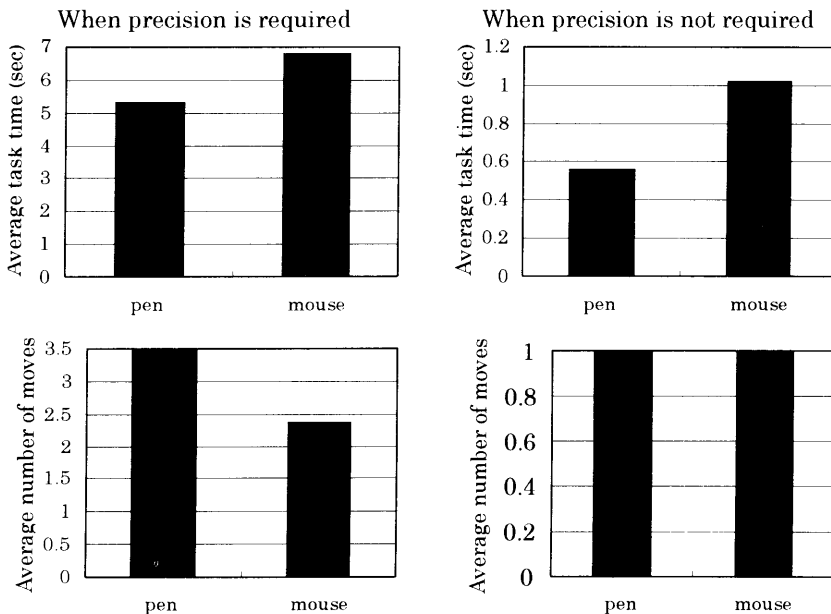 When precision is required
Average task time (sec)
7
6
5
4
3
2
1
0
pen mouse
When precision is not required
Average task time (sec)
1.2
1
0.8
0.6
0.4
0.2
0
pen mouse
Average number of moves
3.5
3
2.5
2
1.5
1
0.5
0
pen mouse
Average number of moves
1
0.8
0.6
0.4
0.2
0
pen mouse